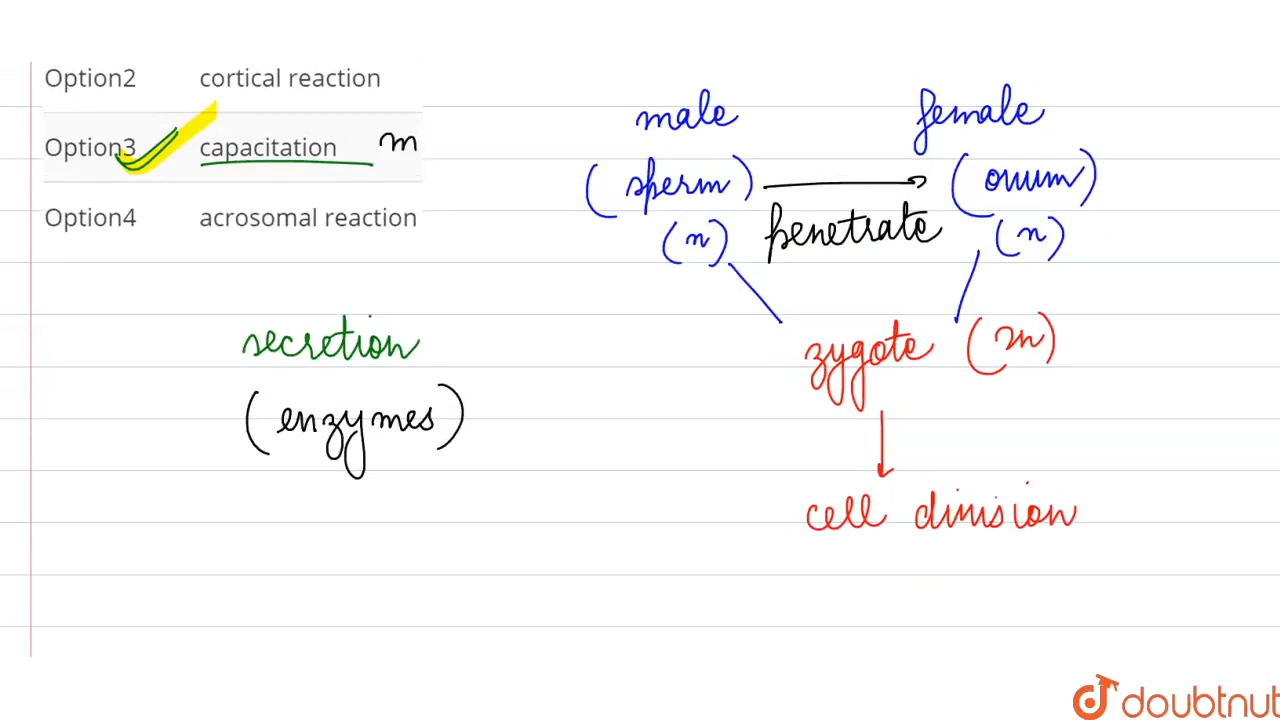 Option2 cortical reaction
Option3 capacitation m
Option4 acrosomal reaction
male female
(sperm) (ovum)
penetrate
(n) (n)
zygote (2n)
secretion
(enzymes)
cell division
doubtnut